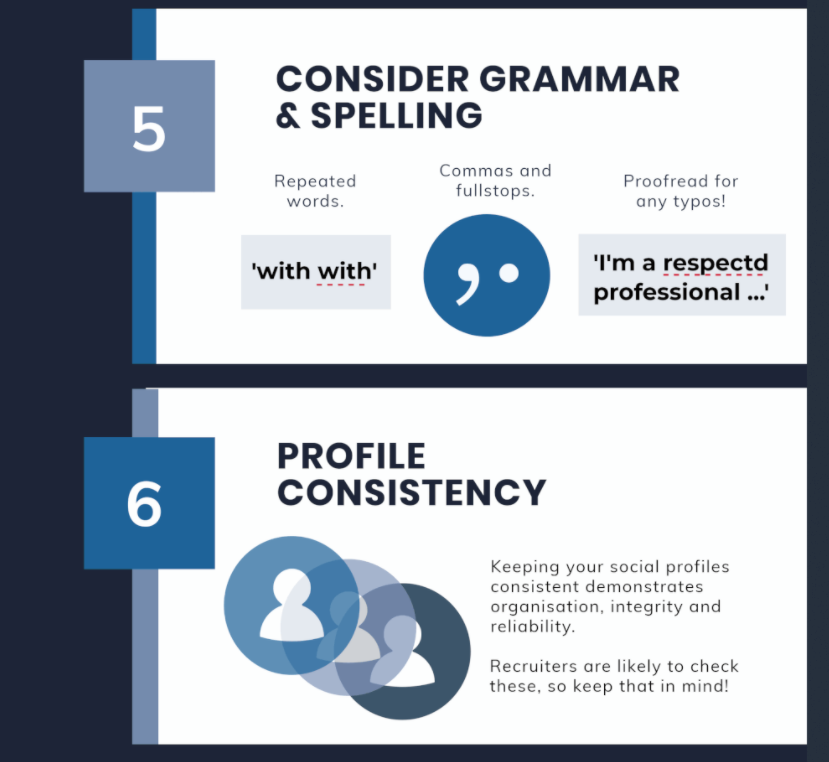 5
CONSIDER GRAMMAR
& SPELLING
Repeated
words.
'with with'
Commas and
fullstops.
; .
Proofread for
any typos!
'I'm a respectd
professional ...'
6
PROFILE
CONSISTENCY
Keeping your social profiles
consistent demonstrates
organisation, integrity and
reliability.
Recruiters are likely to check
these, so keep that in mind!